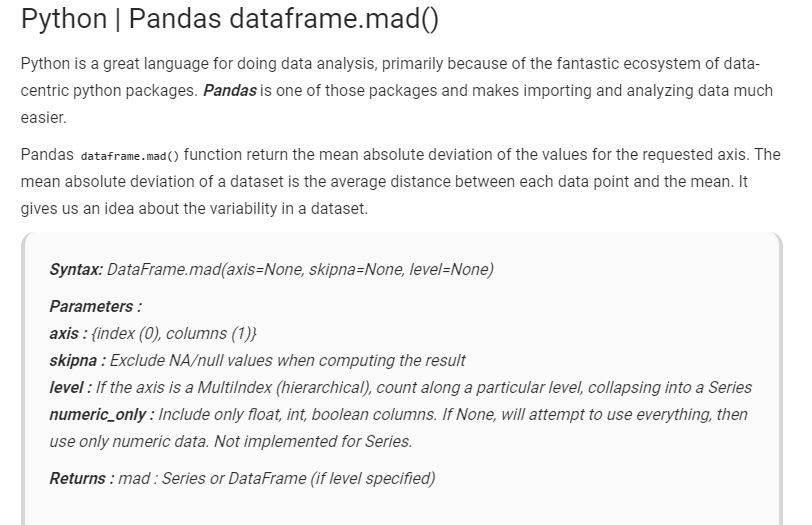 Python | Pandas dataframe.mad()
Python is a great language for doing data analysis, primarily because of the fantastic ecosystem of data-
centric python packages. Pandas is one of those packages and makes importing and analyzing data much
easier.
Pandas dataframe.mad() function return the mean absolute deviation of the values for the requested axis. The
mean absolute deviation of a dataset is the average distance between each data point and the mean. It
gives us an idea about the variability in a dataset.
Syntax: DataFrame.mad(axis=None, skipna=None, level=None)
Parameters :
axis : {index (0), columns (1)}
skipna : Exclude NA/null values when computing the result
level : If the axis is a MultiIndex (hierarchical), count along a particular level, collapsing into a Series
numeric_only : Include only float, int, boolean columns. If None, will attempt to use everything, then
use only numeric data. Not implemented for Series.
Returns : mad : Series or DataFrame (if level specified)